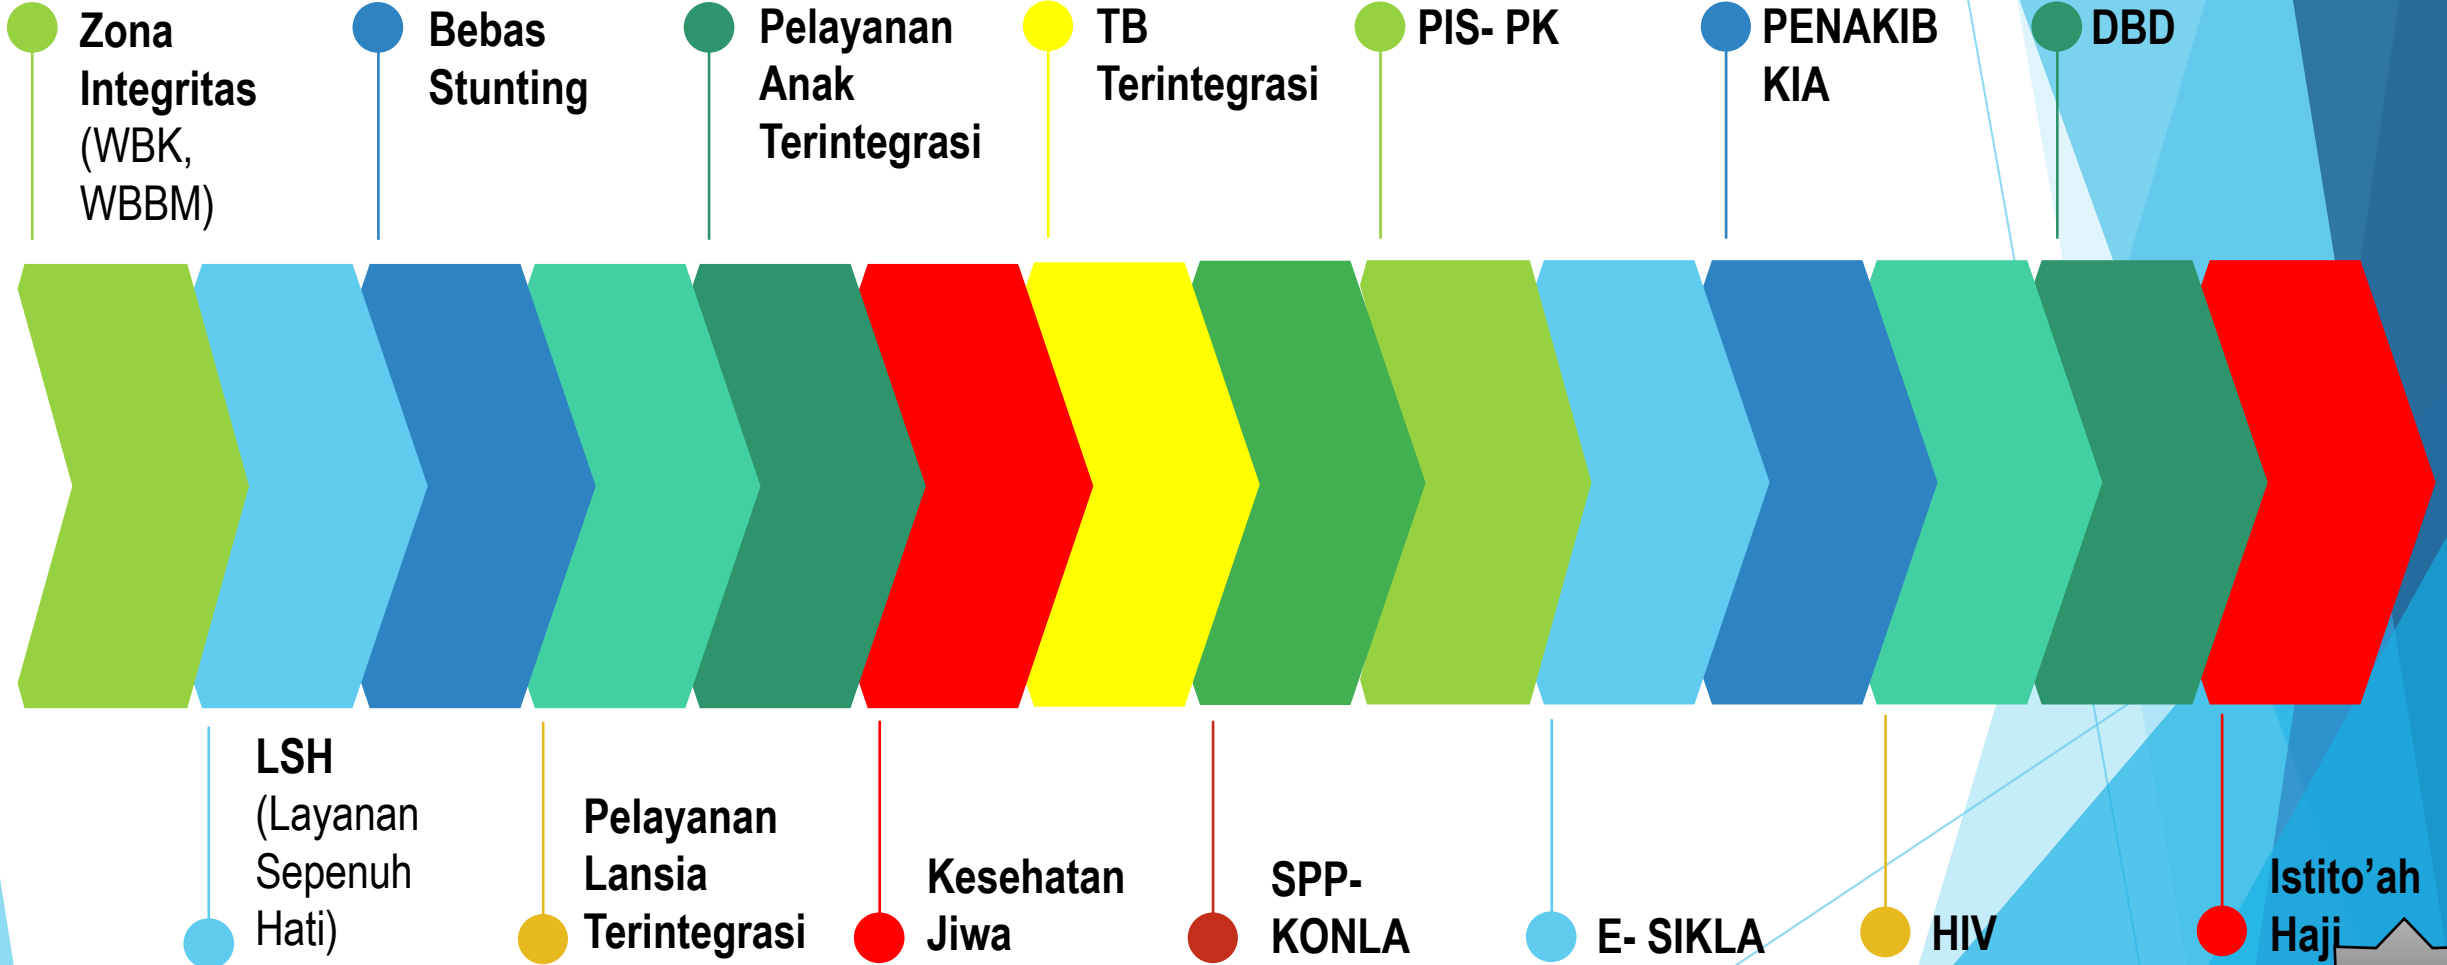 Zona
Integritas
(WBK,
WBBM)
Bebas
Stunting
Pelayanan
Anak
Terintegrasi
TB
Terintegrasi
PIS- PK
PENAKIB
KIA
DBD
LSH
(Layanan
Sepenuh
Hati)
Pelayanan
Lansia
Terintegrasi
Kesehatan
Jiwa
SPP-
KONLA
E- SIKLA
HIV
Istito’ah
Haji